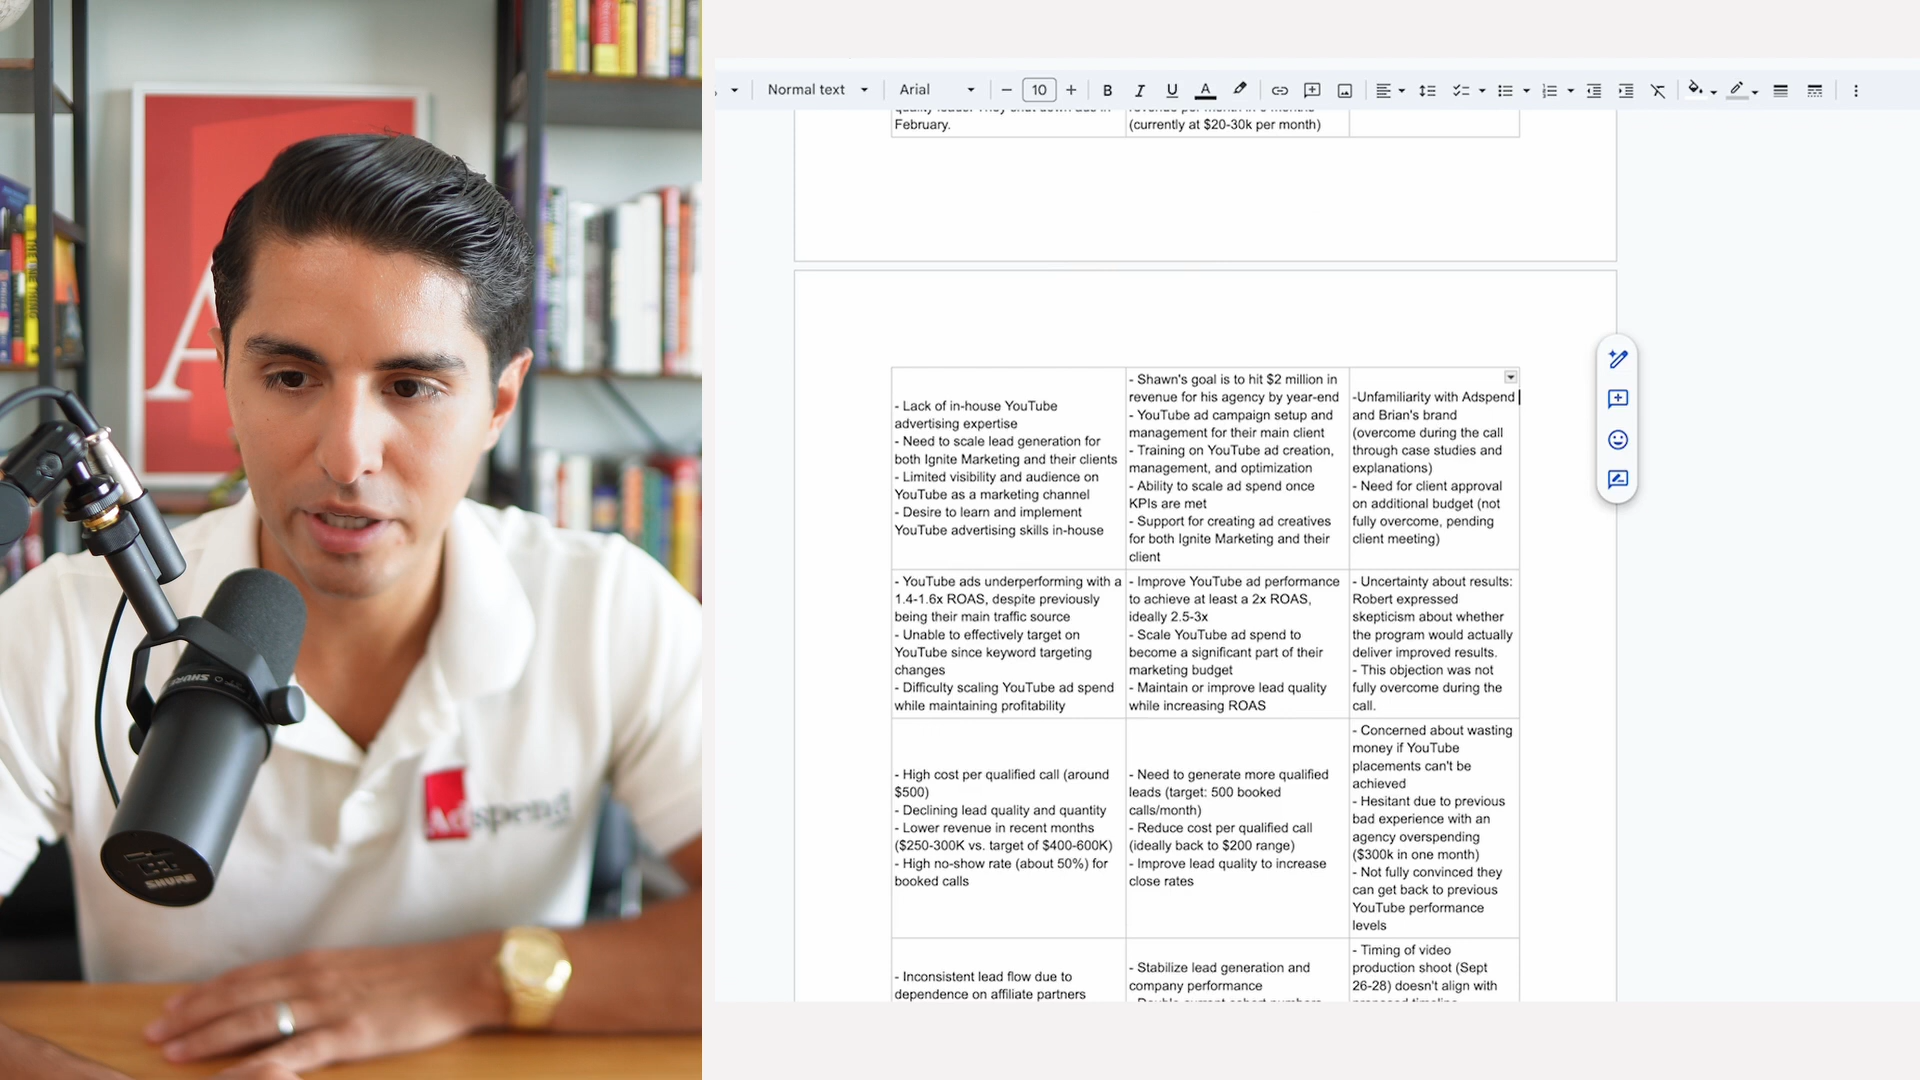 Normal text
Arial
10
B I U A
February.
(currently at $20-30k per month)
- Lack of in-house YouTube
advertising expertise
- Need to scale lead generation for
both Ignite Marketing and their clients
- Limited visibility and audience on
YouTube as a marketing channel
- Desire to learn and implement
YouTube advertising skills in-house
- Shawn's goal is to hit $2 million in
revenue for his agency by year-end
- YouTube ad campaign setup and
management for their main client
- Training on YouTube ad creation,
management, and optimization
- Ability to scale ad spend once
KPIs are met
- Support for creating ad creatives
for both Ignite Marketing and their
client
-Unfamiliarity with Adspend
and Brian's brand
(overcome during the call
through case studies and
explanations)
- Need for client approval
on additional budget (not
fully overcome, pending
client meeting)
- YouTube ads underperforming with a
1.4-1.6x ROAS, despite previously
being their main traffic source
- Unable to effectively target on
YouTube since keyword targeting
changes
- Difficulty scaling YouTube ad spend
while maintaining profitability
- Improve YouTube ad performance
to achieve at least a 2x ROAS,
ideally 2.5-3x
- Scale YouTube ad spend to
become a significant part of their
marketing budget
- Maintain or improve lead quality
while increasing ROAS
- Uncertainty about results:
Robert expressed
skepticism about whether
the program would actually
deliver improved results.
- This objection was not
fully overcome during the
call.
- High cost per qualified call (around
$500)
- Declining lead quality and quantity
- Lower revenue in recent months
($250-300K vs. target of $400-600K)
- High no-show rate (about 50%) for
booked calls
- Need to generate more qualified
leads (target: 500 booked
calls/month)
- Reduce cost per qualified call
(ideally back to $200 range)
- Improve lead quality to increase
close rates
- Concerned about wasting
money if YouTube
placements can't be
achieved
- Hesitant due to previous
bad experience with an
agency overspending
($300k in one month)
- Not fully convinced they
can get back to previous
YouTube performance
levels
- Inconsistent lead flow due to
dependence on affiliate partners
- Stabilize lead generation and
company performance
- Timing of video
production shoot (Sept
26-28) doesn't align with
Adspend
SHURE
SHURE